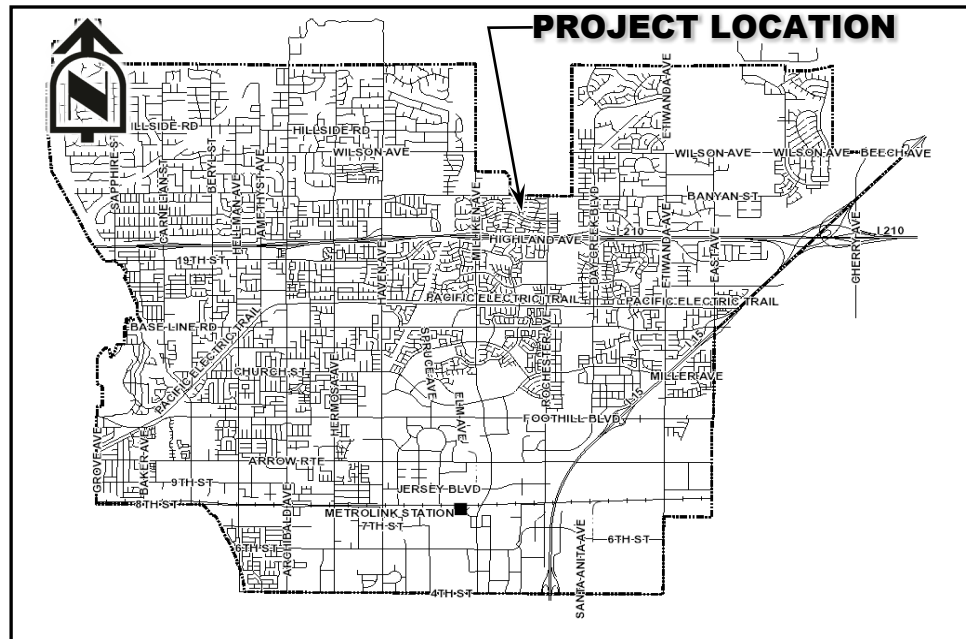 PROJECT LOCATION
N
ILLSIDE RD
HILLSIDE RD
WILSON AVE
WILSON AVE
WILSON AVE
BEECH AVE
ETIWANDA AVE
SAPPHIRE ST
CARNELIAN ST
BERYL ST
HELLMAN AVE
AMETHYST AVE
BANYAN ST
MILLIKEN AVE
HIGHLAND AVE
DAY CREEK BLVD
I-210
I 210
ETIWANDA AVE
EAST AVE
CHERRY AVE
19TH ST
HAVEN AVE
PACIFIC ELECTRIC TRAIL
PACIFIC ELECTRIC TRAIL
BASE LINE RD
PACIFIC ELECTRIC TRAIL
SPRUCE AVE
ROCHESTER AVE
I-15
CHURCH ST
HERMOSA AVE
ELM AVE
MILLER AVE
I-15
FOOTHILL BLVD
GROVE AVE
BAKER AVE
ARROW RTE
9TH ST
JERSEY BLVD
8TH ST
ARCHIBALD AVE
METROLINK STATION
7TH ST
6TH ST
6TH ST
SANTA ANITA AVE
4TH ST